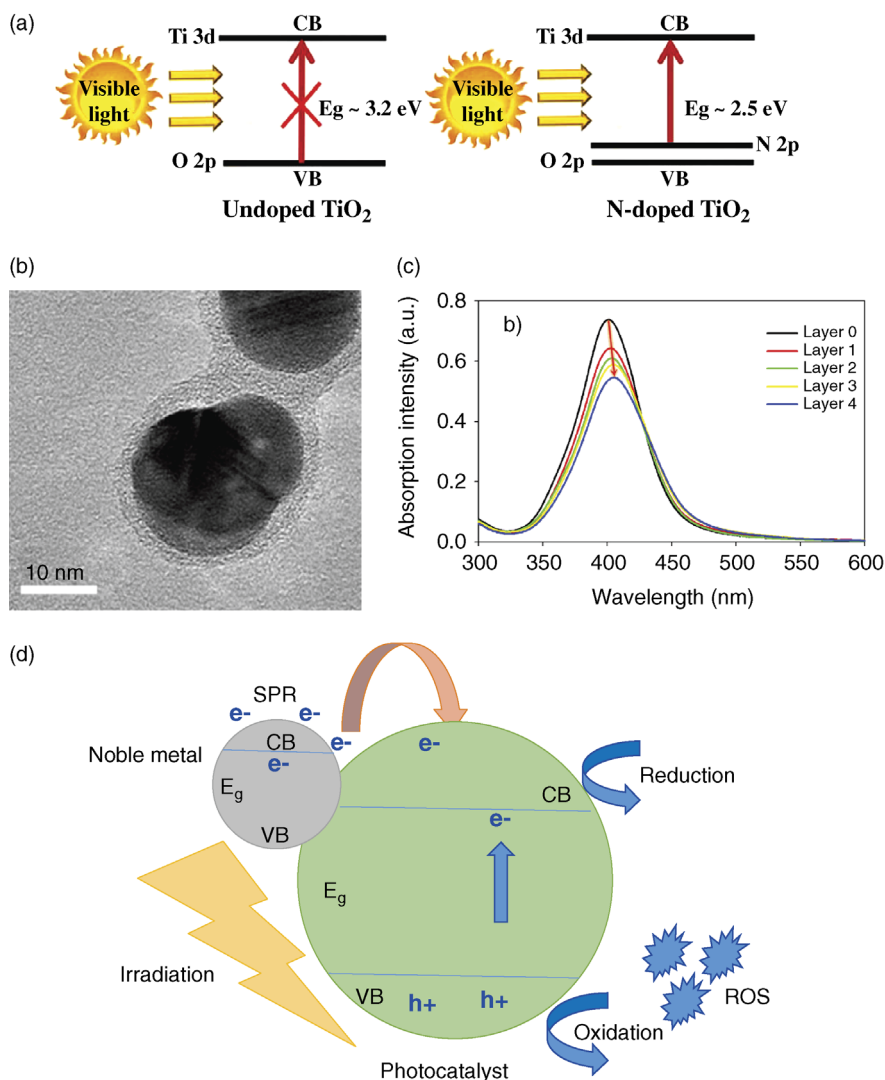 (a)
CB
Ti 3d
Visible
light
Eg ~ 3.2 eV
O 2p
VB
Undoped TiO₂
CB
Ti 3d
Visible
light
Eg ~ 2.5 eV
N 2p
O 2p
VB
N-doped TiO₂
(b)
10 nm
(c)
b)
Absorption intensity (a.u.)
0.8
0.6
0.4
0.2
0.0
300
350
400
450
500
550
600
Wavelength (nm)
Layer 0
Layer 1
Layer 2
Layer 3
Layer 4
(d)
SPR
e- e-
CB
e-
e-
Noble metal
Eg
VB
e-
CB
e-
Reduction
Eg
Irradiation
VB
h+ h+
ROS
Oxidation
Photocatalyst